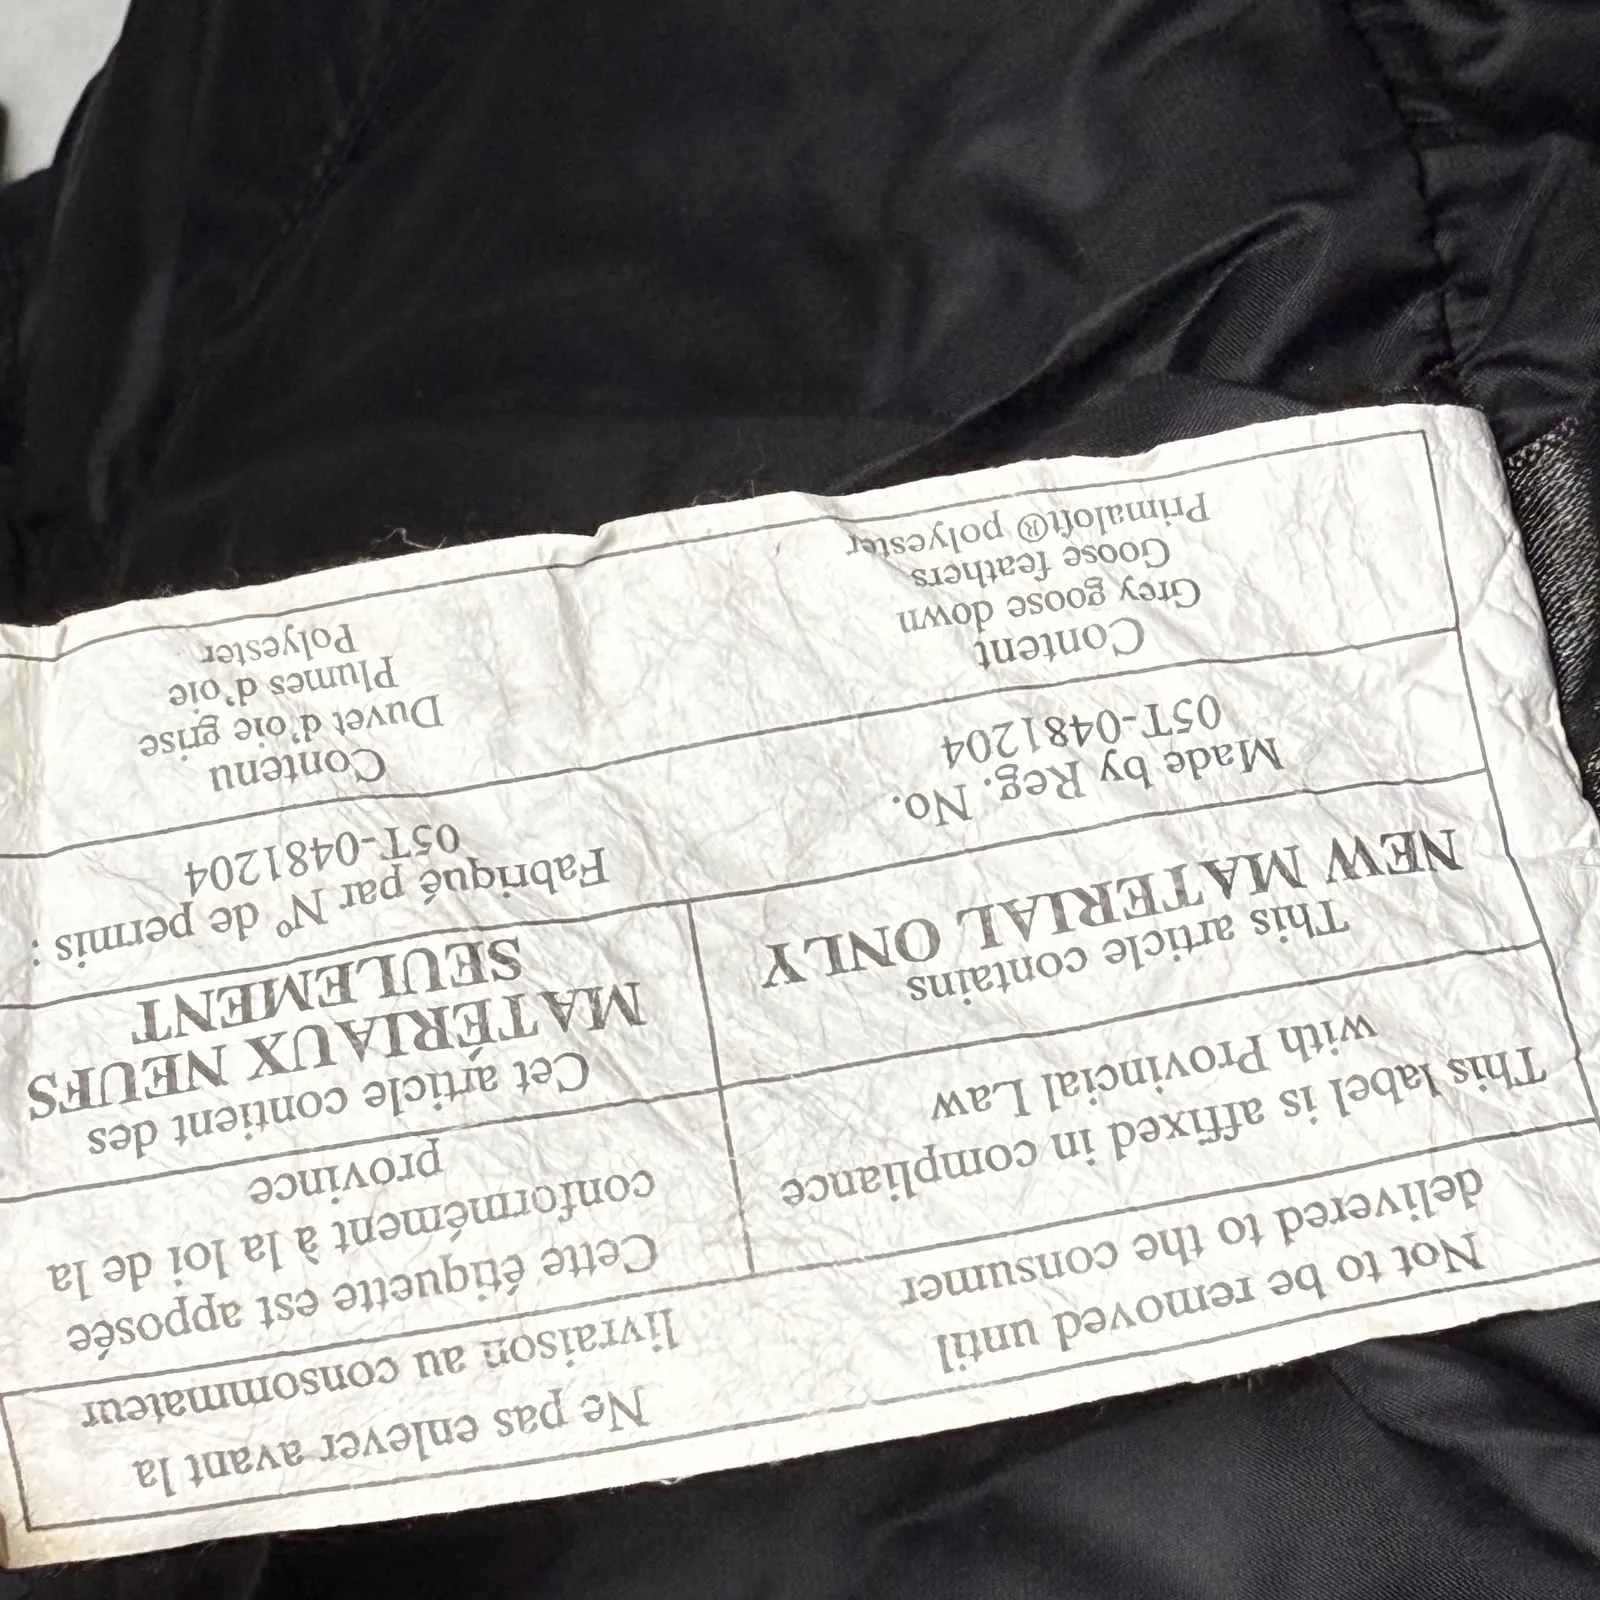 Not to be removed until
delivered to the consumer
Ne pas enlever avant la
livraison au consommateur
This label is affixed in compliance
with Provincial Law
Cette étiquette est apposée
conformément à la loi de la
province
This article contains
NEW MATERIAL ONLY
Cet article contient des
MATÉRIAUX NEUFS
SEULEMENT
Made by Reg. No.
05T-0481204
Fabriqué par Nº de permis :
05T-0481204
Content
Grey goose down
Goose feathers
Primaloft® polyester
Contenu
Duvet d'oie grise
Plumes d'oie
Polyester